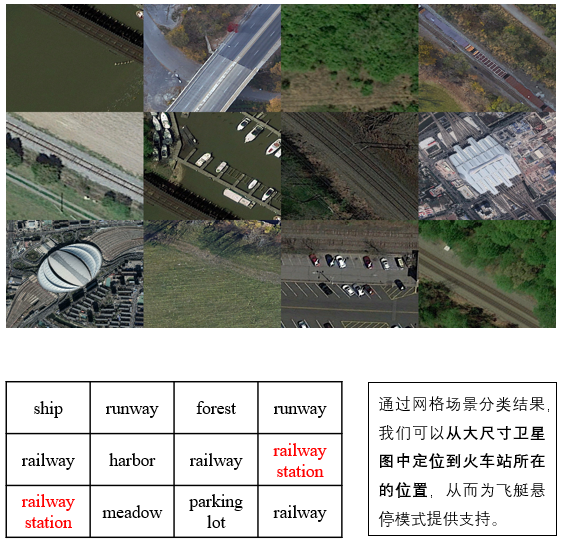 ship runway forest runway
railway harbor railway railway station
railway station meadow parking lot railway
通过网格场景分类结果,
我们可以从大尺寸卫星
图中定位到火车站所在
的位置，从而为飞艇悬
停模式提供支持。